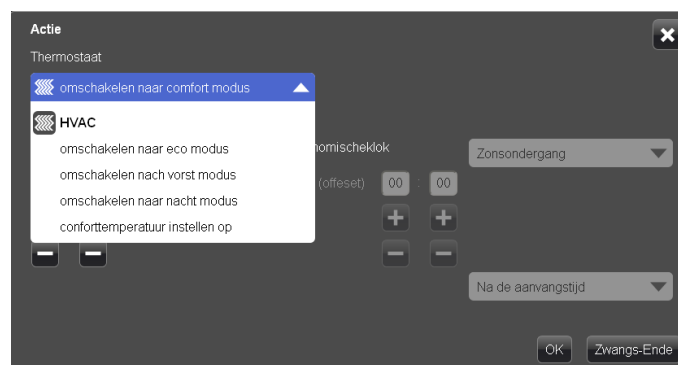 Actie
Thermostaat
omschakelen naar comfort modus
HVAC
omschakelen naar eco modus
omschakelen nach vorst modus
omschakelen naar nacht modus
conforttemperatuur instellen op
Zonsondergang
(offeset) 00 : 00
Na de aanvangstijd
OK Zwangs-Ende